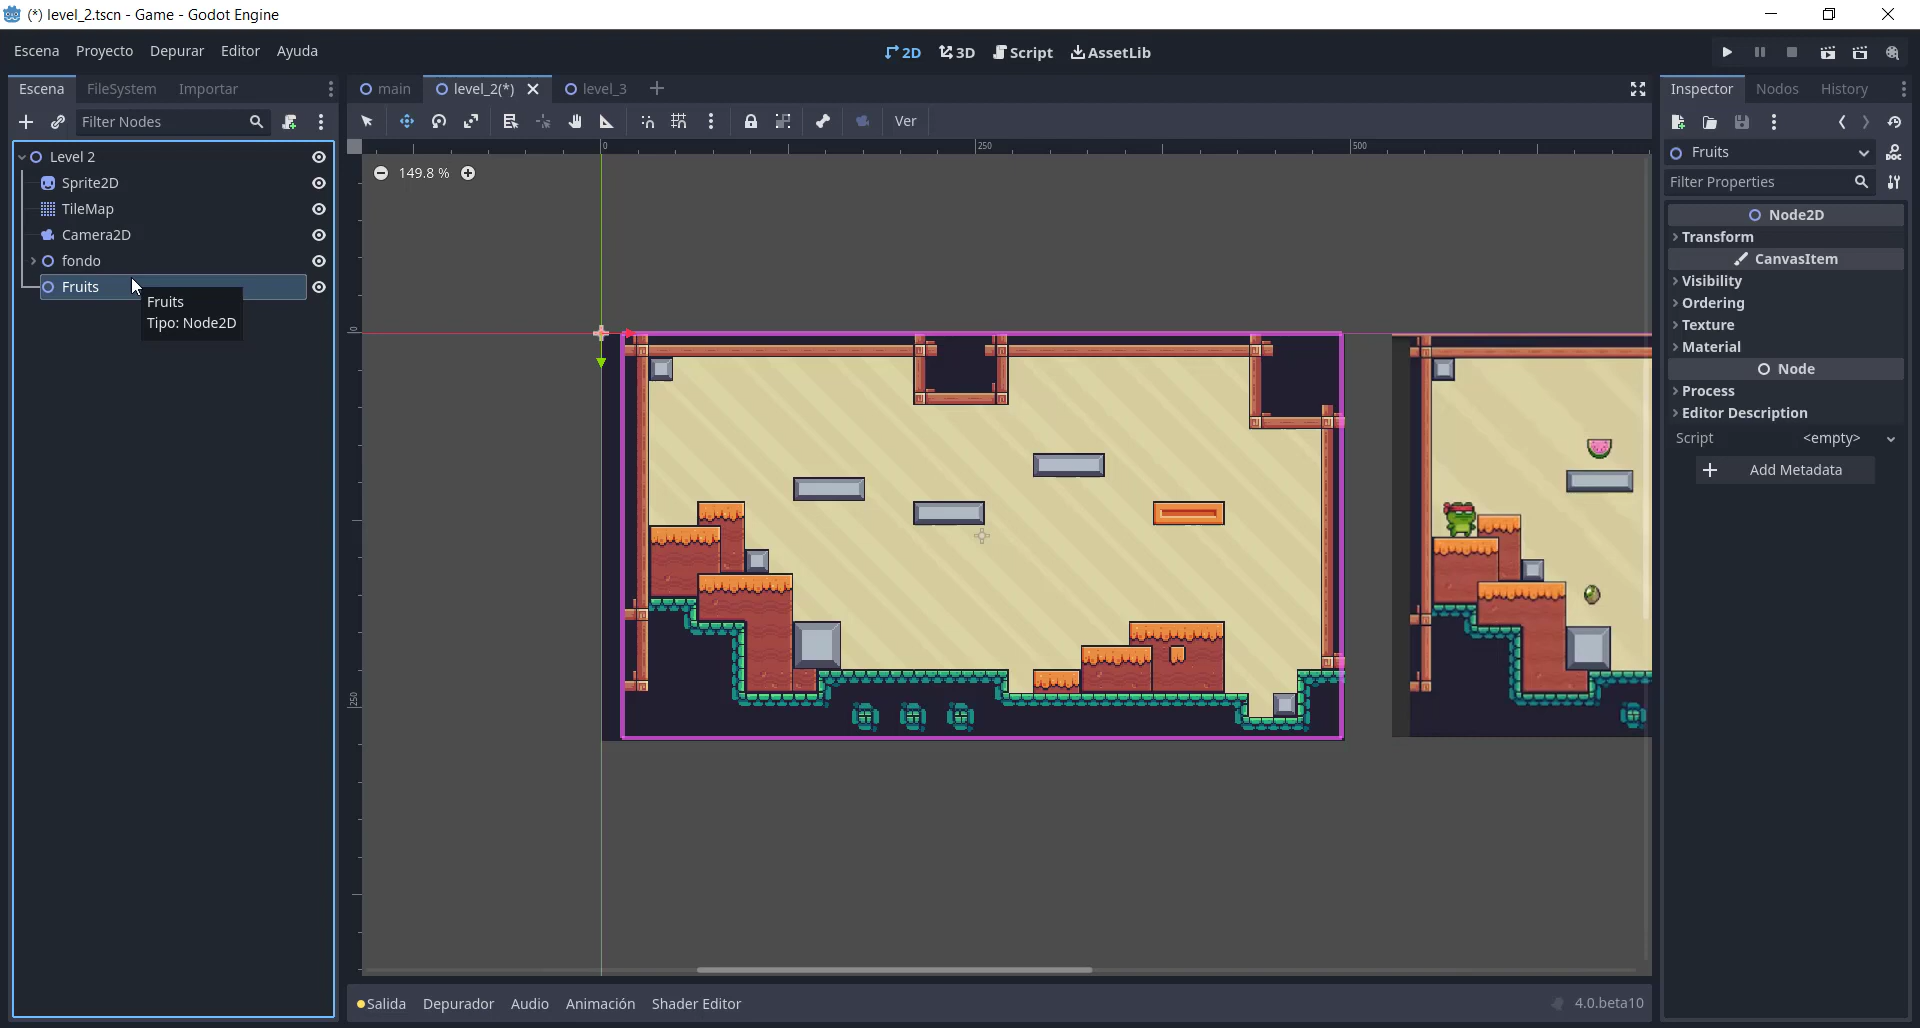 (*) level_2.tscn - Game - Godot Engine
Escena Proyecto Depurar Editor Ayuda
2D 3D Script AssetLib
Escena FileSystem Importar
Filter Nodes
Level 2
Sprite2D
TileMap
Camera2D
fondo
Fruits
Fruits
Tipo: Node2D
main level_2(*) level_3
Ver
0 250 500
149.8 %
0
250
Salida Depurador Audio Animación Shader Editor
4.0.beta10
Inspector Nodos History
Fruits
DOC
Filter Properties
Node2D
Transform
CanvasItem
Visibility
Ordering
Texture
Material
Node
Process
Editor Description
Script <empty>
Add Metadata